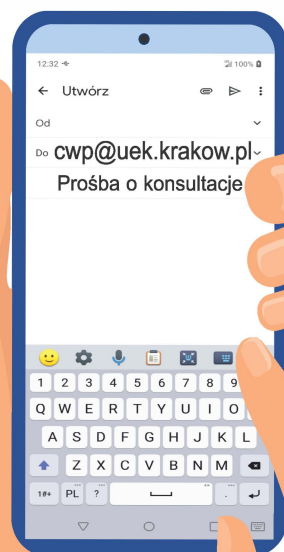 12:32
100%
Utwórz
Od
Do cwp@uek.krakow.pl
Prośba o konsultacje
1 2 3 4 5 6 7 8 9
Q W E R T Y U I O
A S D F G H J K L
Z X C V B N M
1#+ PL ? .